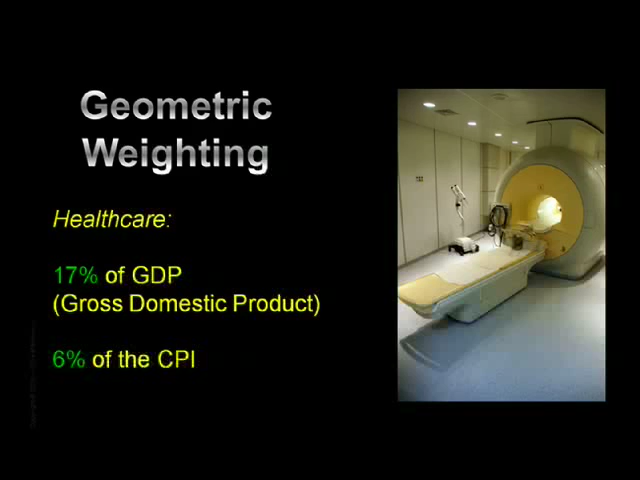 Geometric
Weighting
Healthcare:
17% of GDP
(Gross Domestic Product)
6% of the CPI